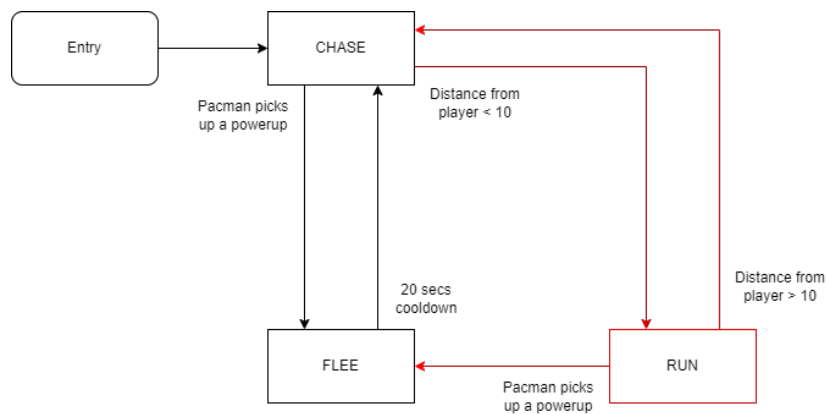 Entry
CHASE
Pacman picks
up a powerup
Distance from
player < 10
20 secs
cooldown
Distance from
player > 10
FLEE
RUN
Pacman picks
up a powerup